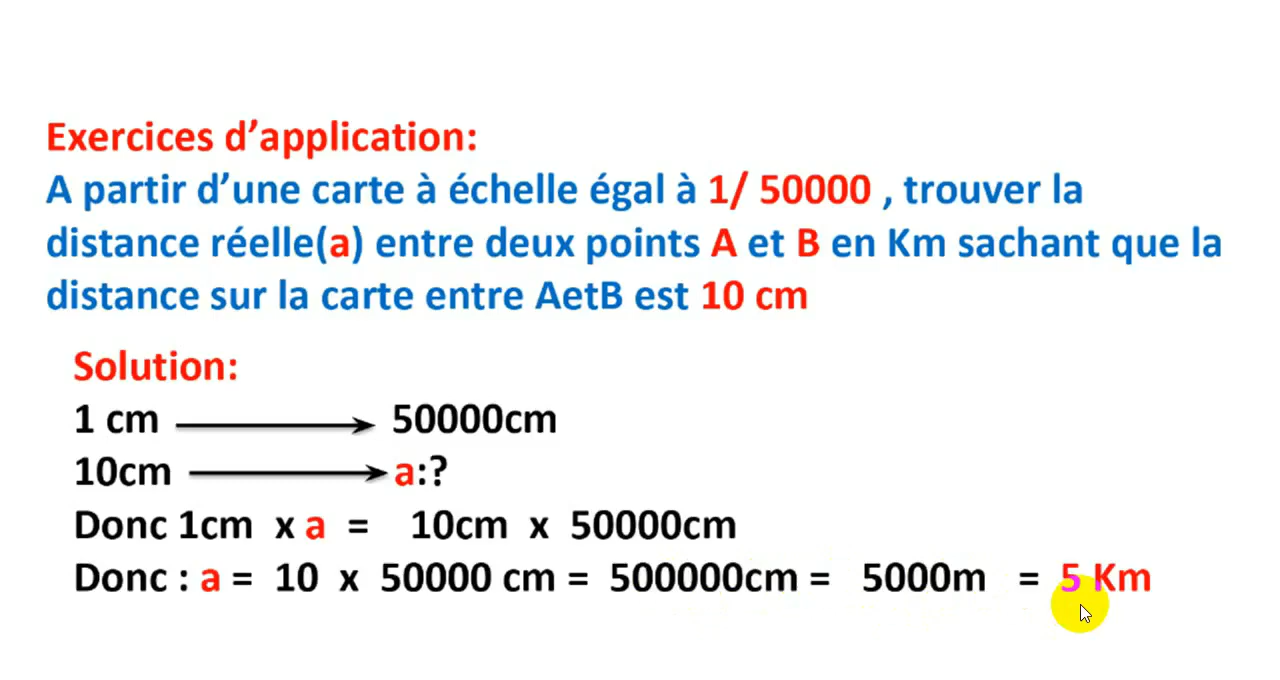 Exercices d’application:
A partir d’une carte à échelle égal à 1/ 50000 , trouver la
distance réelle(a) entre deux points A et B en Km sachant que la
distance sur la carte entre AetB est 10 cm
Solution:
1 cm ⟶ 50000cm
10cm ⟶ a:?
Donc 1cm x a = 10cm x 50000cm
Donc : a = 10 x 50000 cm = 500000cm = 5000m = 5 Km